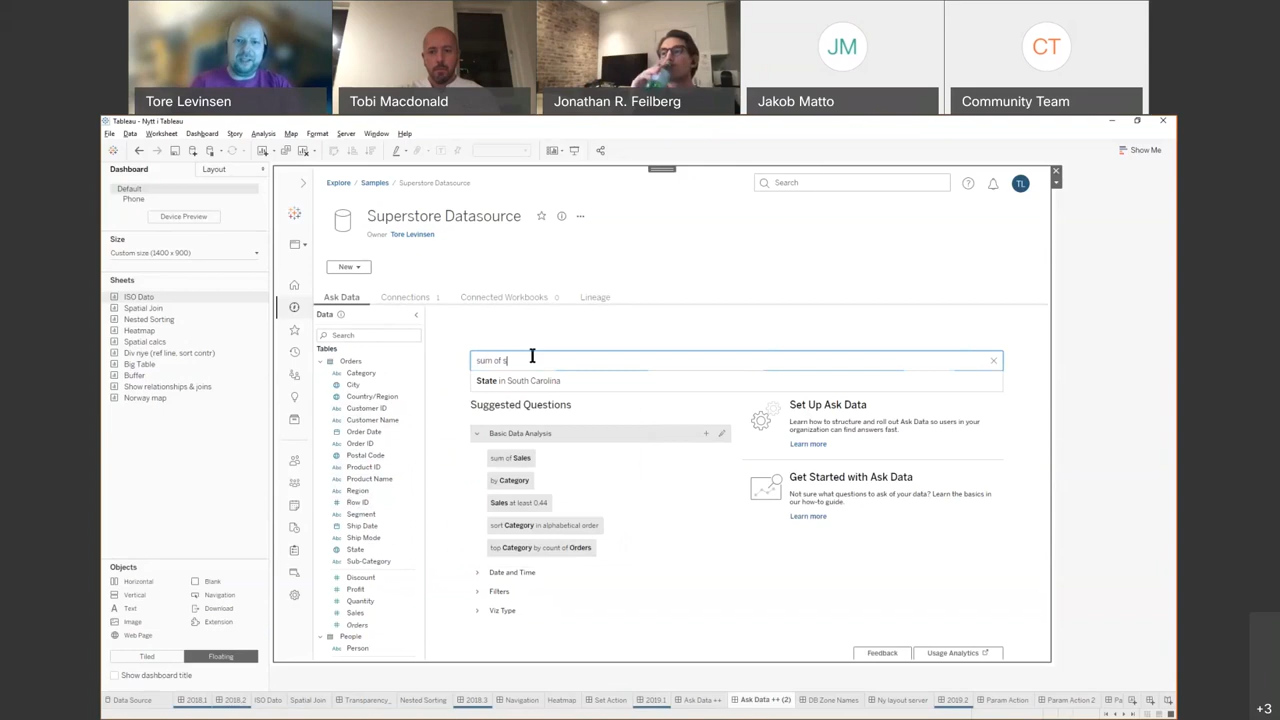 JM
CT
Tore Levinsen
Tobi Macdonald
Jonathan R. Feilberg
Jakob Matto
Community Team
Tableau - Nytt i Tableau
File Data Worksheet Dashboard Story Analysis Map Format Server Window Help
Show Me
Dashboard
Layout
Default
Phone
Device Preview
Size
Custom size (1400 x 900)
Sheets
ISO Dato
Spatial Join
Nested Sorting
Heatmap
Spatial calcs
Div nye (ref line, sort contr)
Big Table
Buffer
Show relationships & joins
Norway map
Objects
Horizontal Blank
Vertical Navigation
Text Download
Image Extension
Web Page
Tiled Floating
Show dashboard title
Explore Samples Superstore Datasource
Search
TL
Superstore Datasource
Owner Tore Levinsen
New
Ask Data Connections 1 Connected Workbooks 0 Lineage
Data
Search
Tables
Orders
Abc Category
City
Country/Region
Abc Customer ID
Abc Customer Name
Order Date
Abc Order ID
Postal Code
Abc Product ID
Abc Product Name
Abc Region
# Row ID
Abc Segment
Ship Date
Abc Ship Mode
State
Abc Sub-Category
# Discount
# Profit
# Quantity
# Sales
# Orders
People
Abc Person
sum of s
State in South Carolina
Suggested Questions
Basic Data Analysis
sum of Sales
by Category
Sales at least 0.44
sort Category in alphabetical order
top Category by count of Orders
Date and Time
Filters
Viz Type
Set Up Ask Data
Learn how to structure and roll out Ask Data so users in your
organization can find answers fast.
Learn more
Get Started with Ask Data
Not sure what questions to ask of your data? Learn the basics in
our how-to guide.
Learn more
Feedback
Usage Analytics
Data Source 2018.1 2018.2 ISO Dato Spatial Join Transparency_ Nested Sorting 2018.3 Navigation Heatmap Set Action 2019.1 Ask Data ++ Ask Data ++ (2) DB Zone Names Ny layout server 2019.2 Param Action Param Action 2 Pa
+3